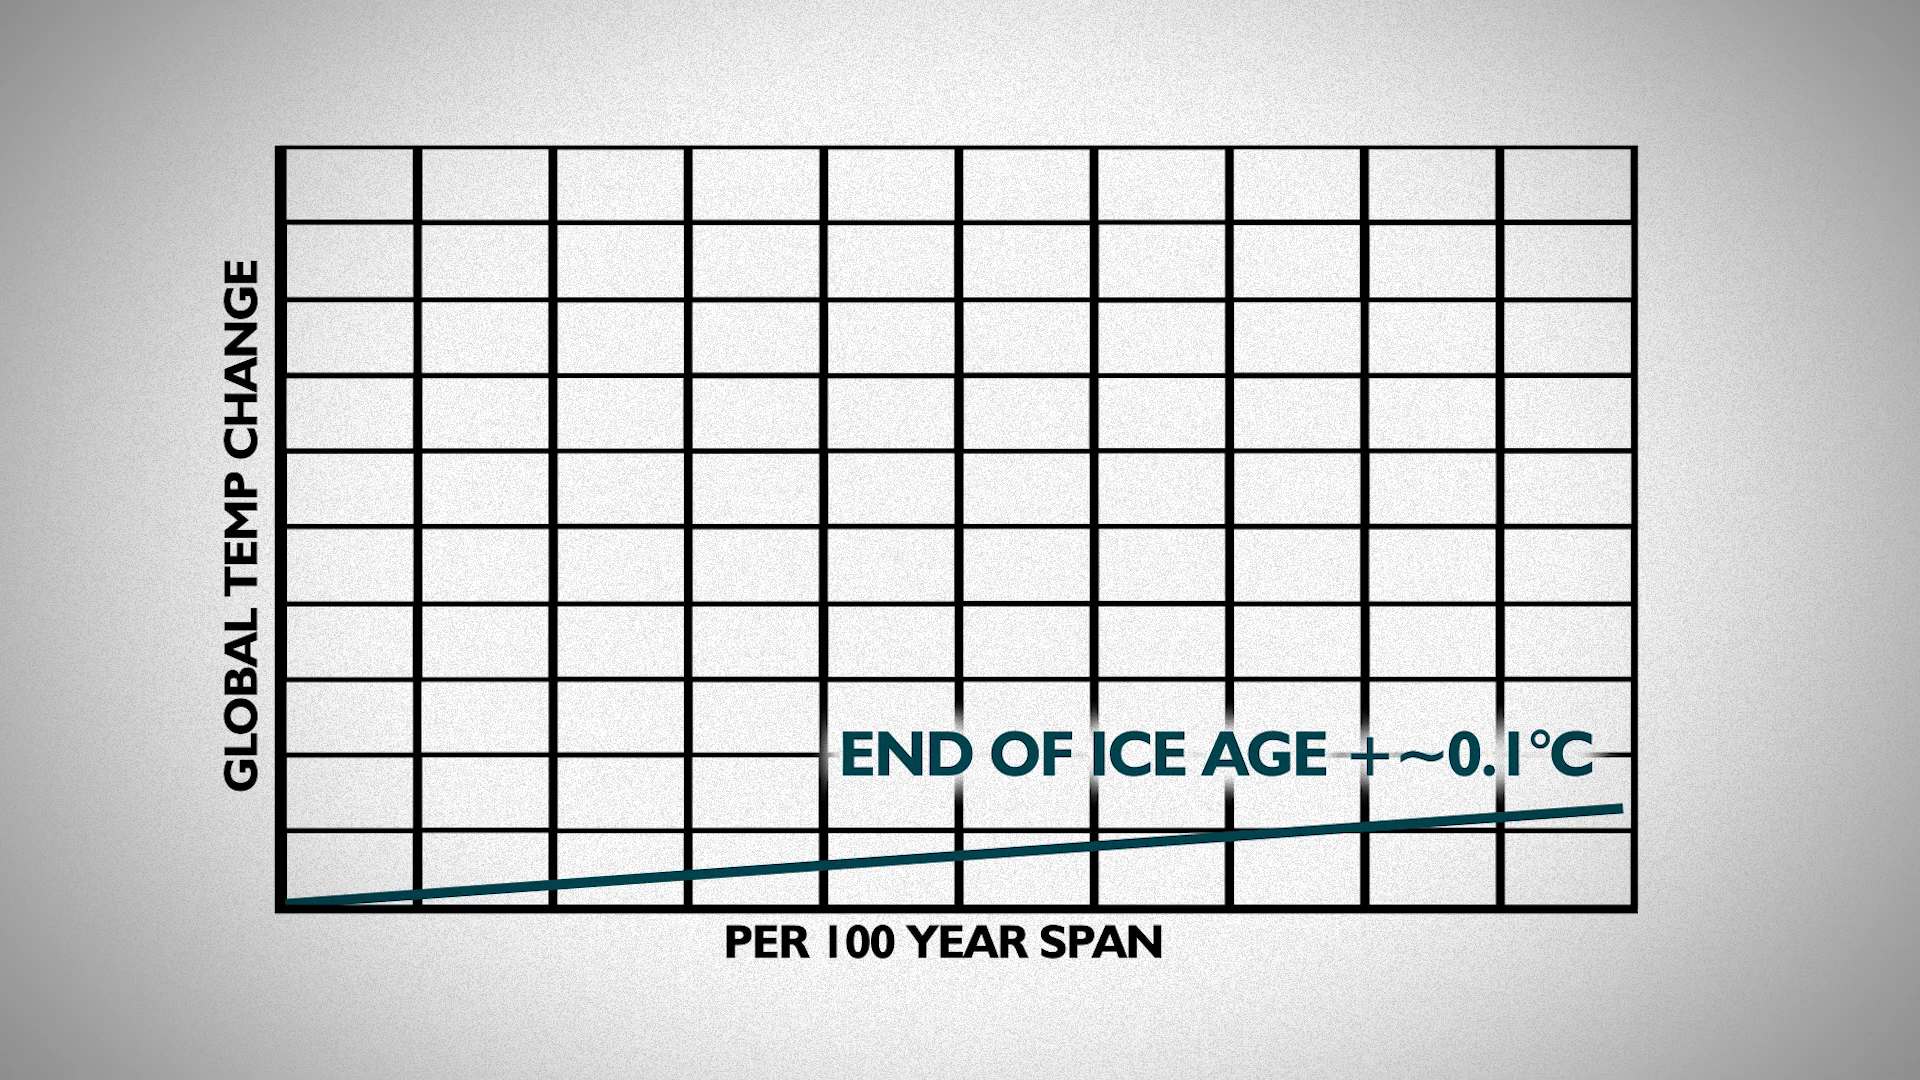 GLOBAL TEMP CHANGE
END OF ICE AGE +~0.1°C
PER 100 YEAR SPAN